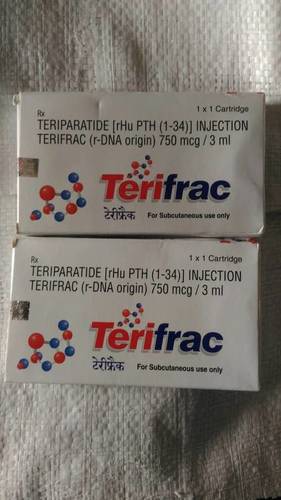 Rx
1 x 1 Cartridge
TERIPARATIDE [rHu PTH (1-34)] INJECTION
TERIFRAC (r-DNA origin) 750 mcg / 3 ml
Terifrac
टेरीफ्रैक
For Subcutaneous use only
Rx
1 x 1 Cartridge
TERIPARATIDE [rHu PTH (1-34)] INJECTION
TERIFRAC (r-DNA origin) 750 mcg / 3 ml
Terifrac
टेरीफ्रैक
For Subcutaneous use only